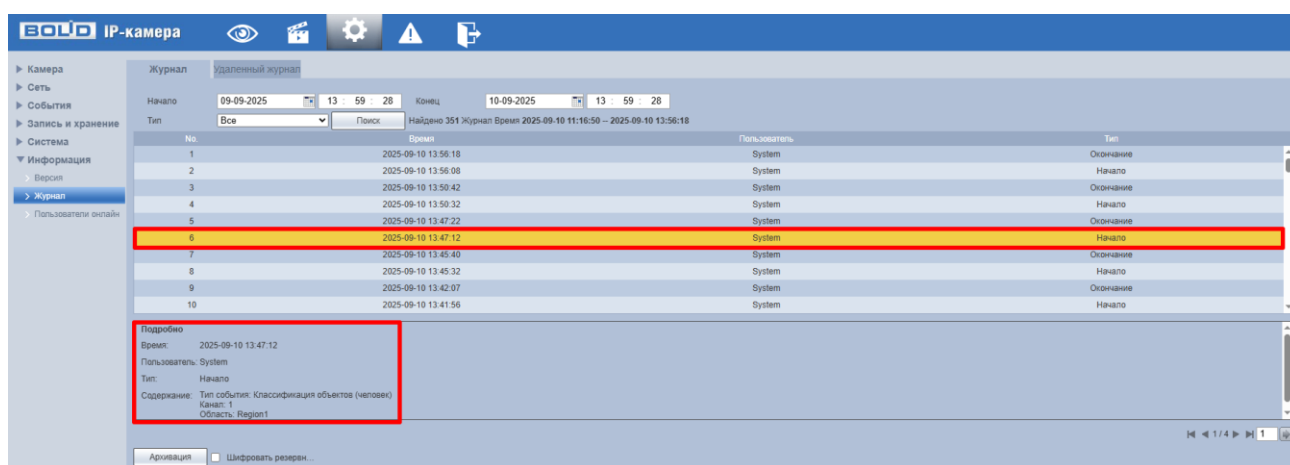 BOLID IP-камера
Камера
Сеть
События
Запись и хранение
Система
Информация
Версия
Журнал
Пользователи онлайн
Журнал Удаленный журнал
Начало 09-09-2025 13 : 59 : 28 Конец 10-09-2025 13 : 59 : 28
Тип Все Поиск Найдено 351 Журнал Время 2025-09-10 11:16:50 -- 2025-09-10 13:56:18
No. Время Пользователь Тип
1 2025-09-10 13:56:18 System Окончание
2 2025-09-10 13:56:08 System Начало
3 2025-09-10 13:50:42 System Окончание
4 2025-09-10 13:50:32 System Начало
5 2025-09-10 13:47:22 System Окончание
6 2025-09-10 13:47:12 System Начало
7 2025-09-10 13:45:40 System Окончание
8 2025-09-10 13:45:32 System Начало
9 2025-09-10 13:42:07 System Окончание
10 2025-09-10 13:41:56 System Начало
Подробно
Время: 2025-09-10 13:47:12
Пользователь: System
Тип: Начало
Содержание: Тип события: Классификация объектов (человек)
Канал: 1
Область: Region1
1 / 4 1
Архивация Шифровать резерви...